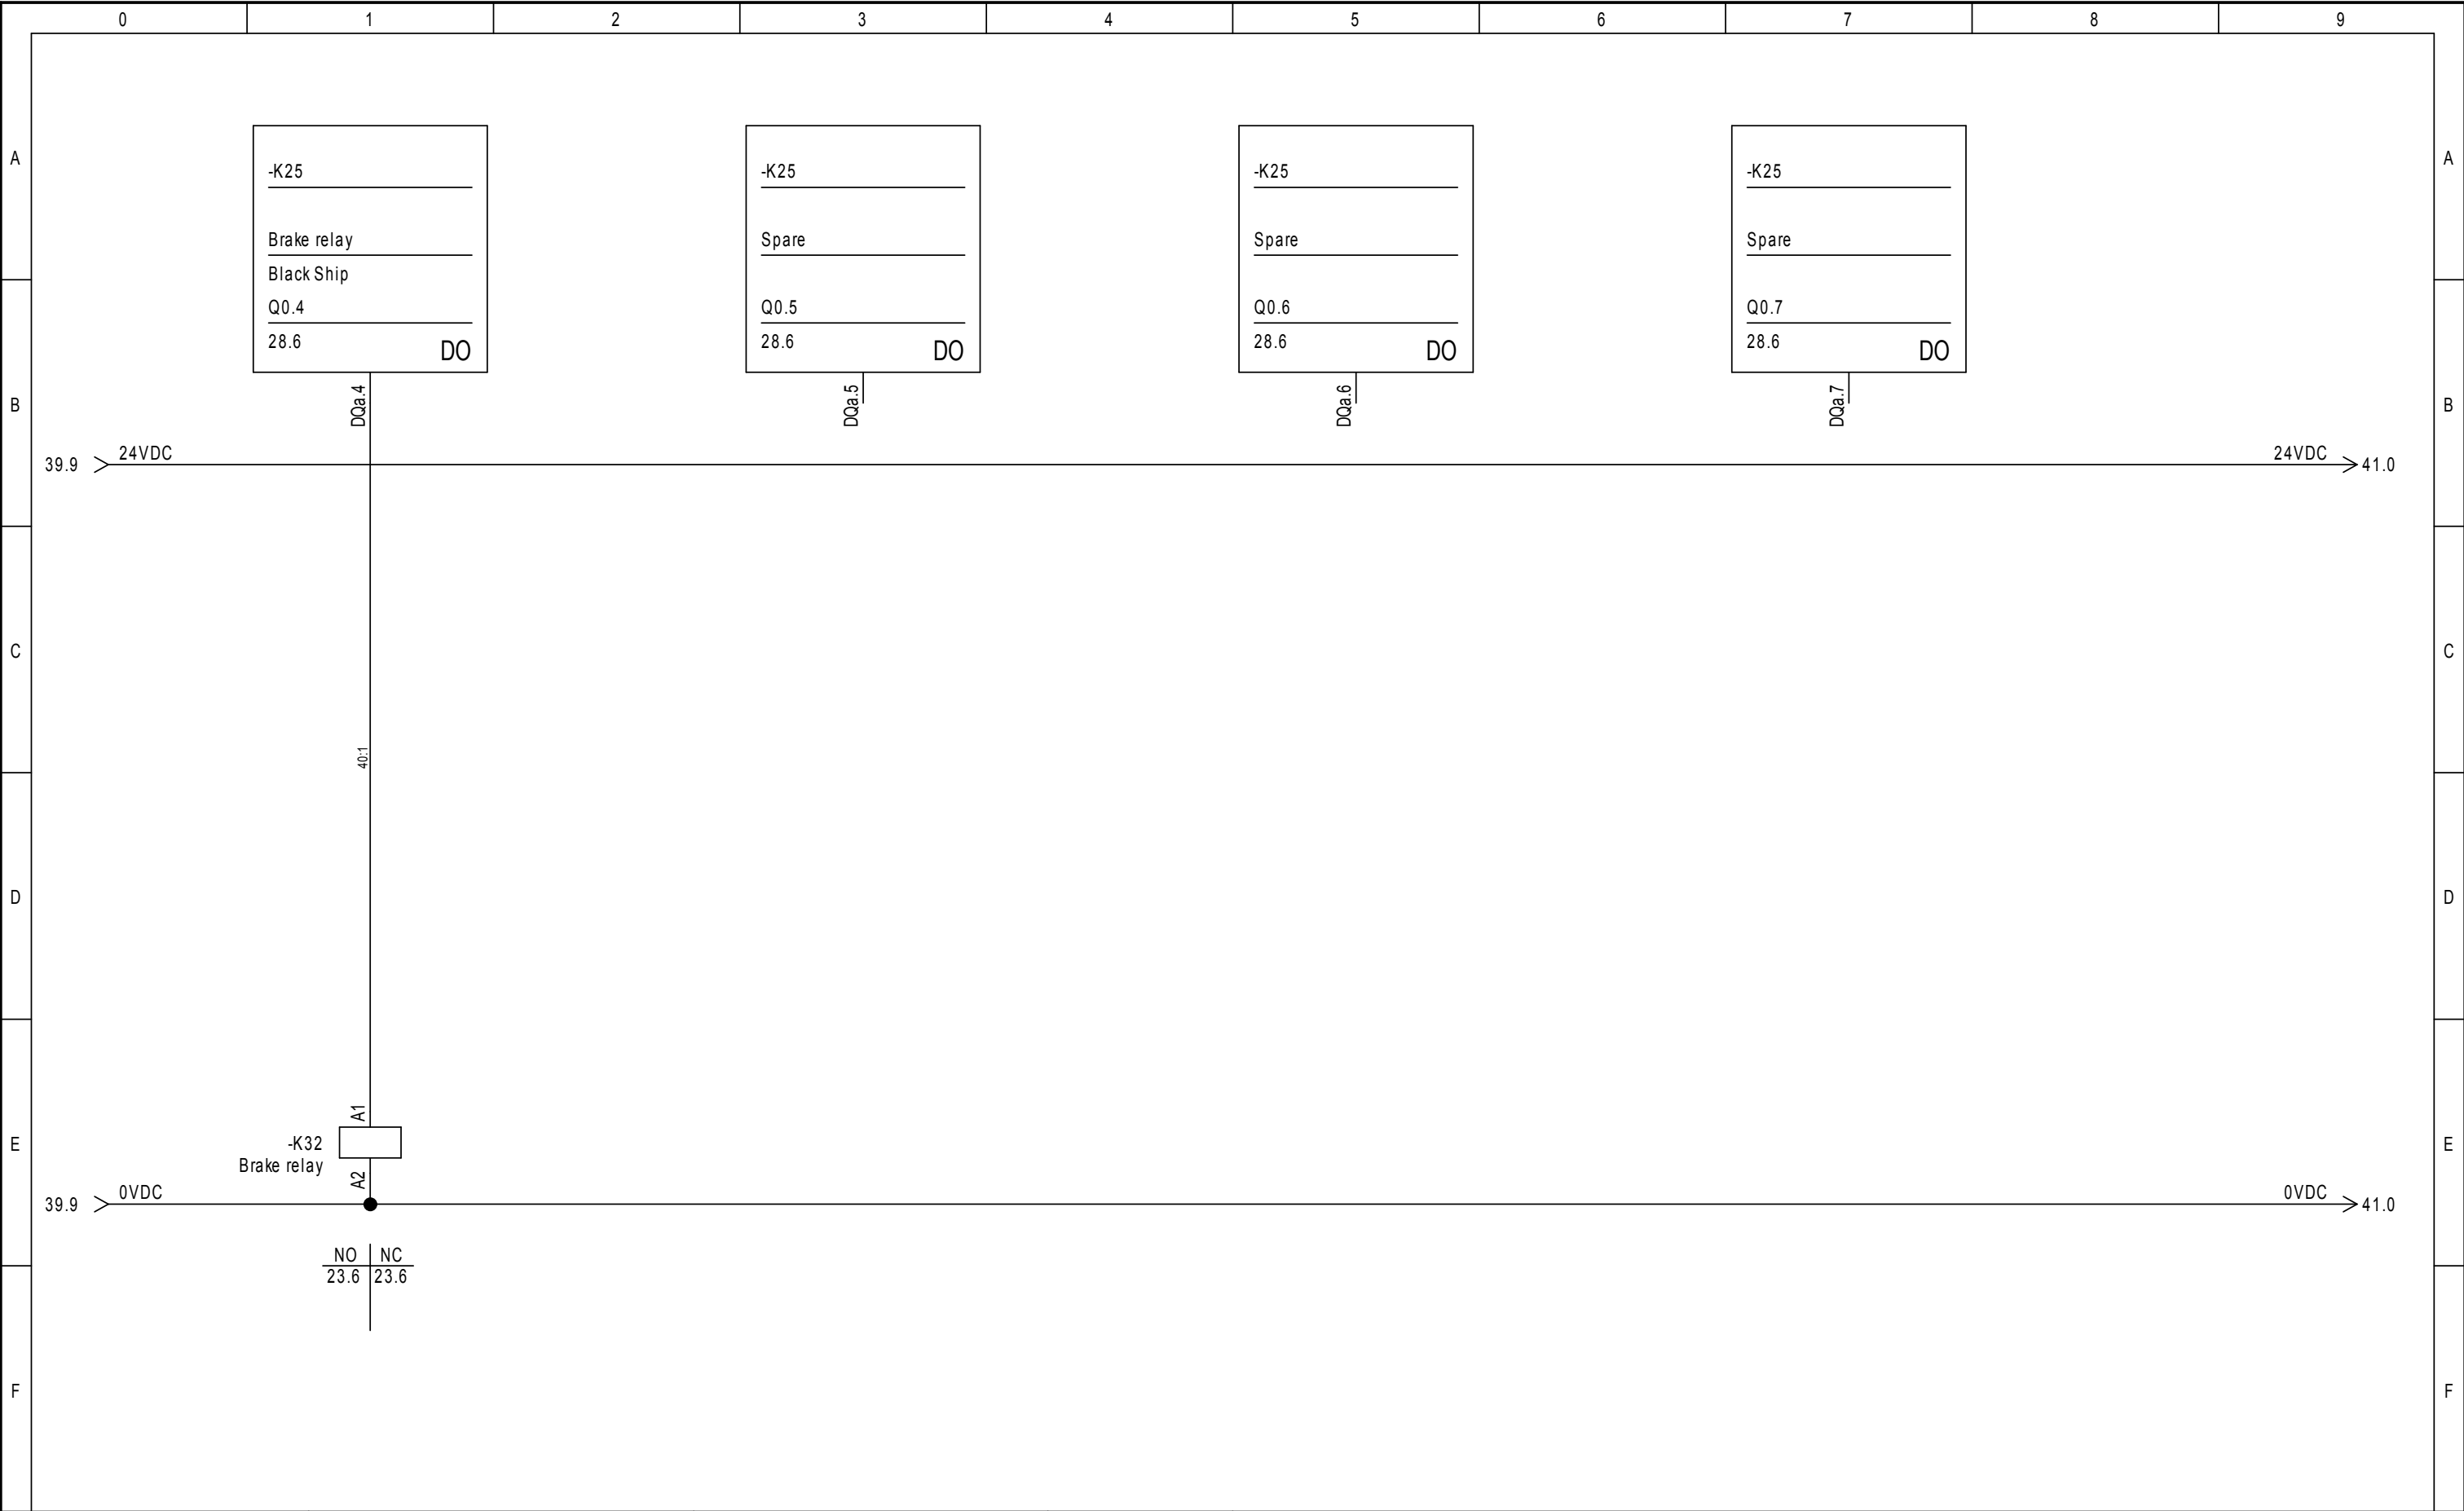 0 1 2 3 4 5 6 7 8 9
A A
-K25 -K25 -K25 -K25
Brake relay Spare Spare Spare
Black Ship
Q0.4 Q0.5 Q0.6 Q0.7
28.6 DO 28.6 DO 28.6 DO 28.6 DO
B B
DQa.4 DQa.5 DQa.6 DQa.7
24VDC 24VDC
39.9 41.0
C C
40:1
D D
A1
E E
-K32
Brake relay
A2
0VDC 0VDC
39.9 41.0
NO NC
23.6 23.6
F F